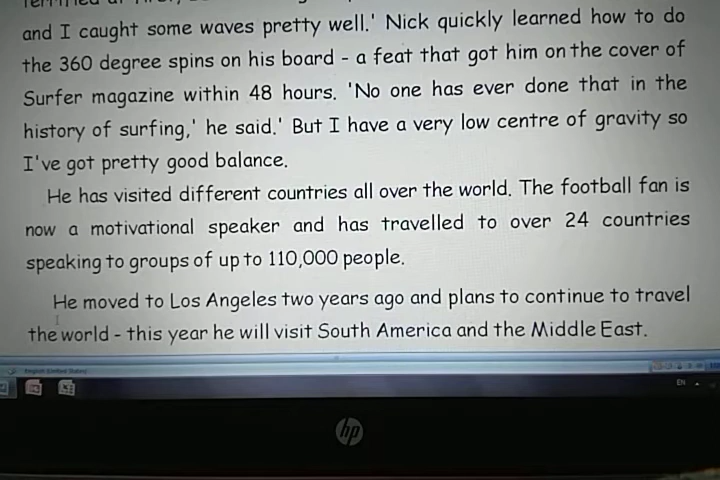 and I caught some waves pretty well.' Nick quickly learned how to do
the 360 degree spins on his board - a feat that got him on the cover of
Surfer magazine within 48 hours. 'No one has ever done that in the
history of surfing,' he said.' But I have a very low centre of gravity so
I've got pretty good balance.
He has visited different countries all over the world. The football fan is
now a motivational speaker and has travelled to over 24 countries
speaking to groups of up to 110,000 people.
He moved to Los Angeles two years ago and plans to continue to travel
the world - this year he will visit South America and the Middle East.
English (United States)
EN
hp